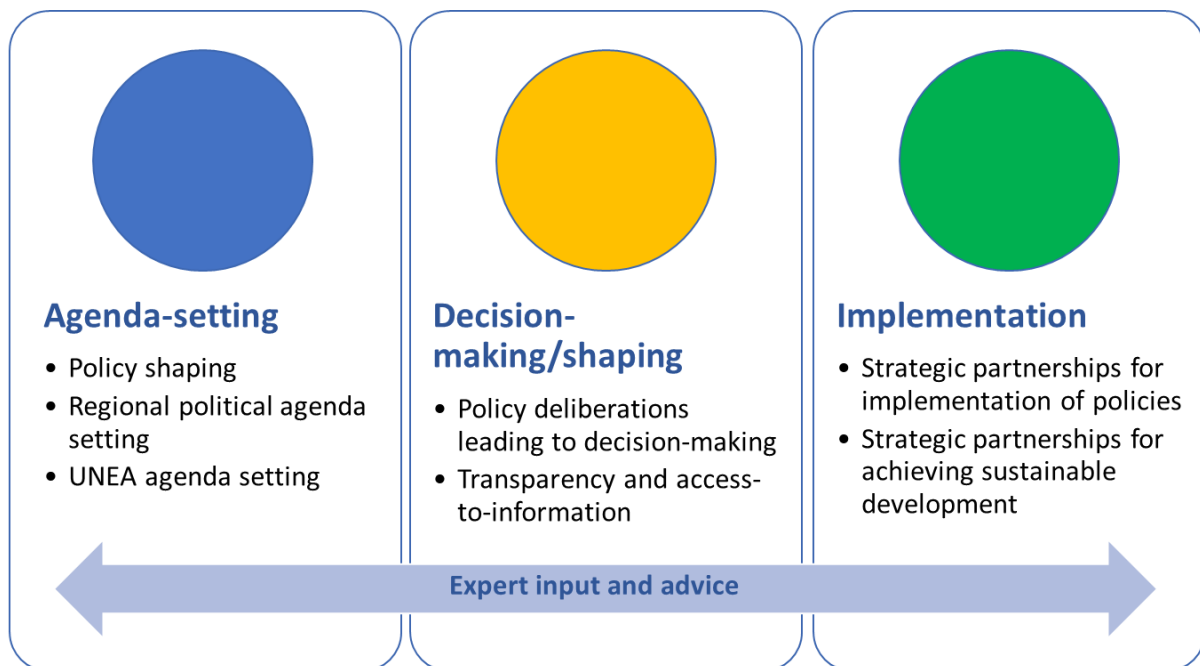 Agenda-setting
• Policy shaping
• Regional political agenda
setting
• UNEA agenda setting
Decision-
making/shaping
• Policy deliberations
leading to decision-making
• Transparency and access-
to-information
Implementation
• Strategic partnerships for
implementation of policies
• Strategic partnerships for
achieving sustainable
development
Expert input and advice